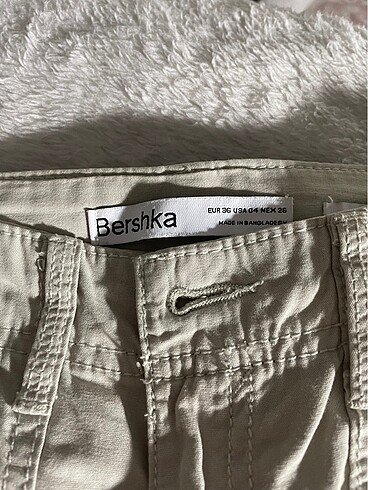 Bershka
EUR 36 USA 04 MEX 26
MADE IN BANGLADESH